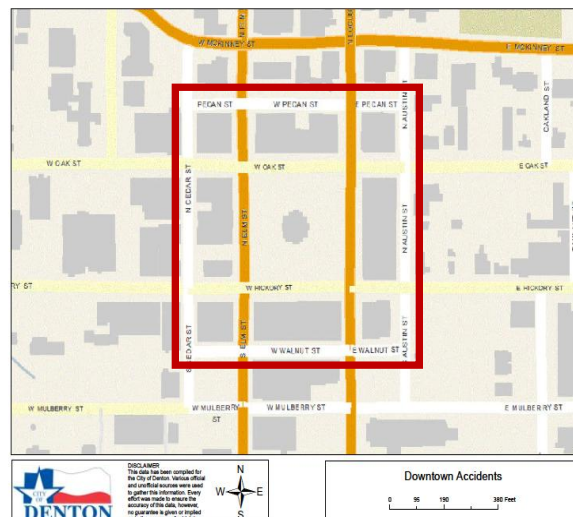 W MCKINNEY ST
E MCKINNEY ST
PECAN ST
W PECAN ST
E PECAN ST
N AUSTIN ST
OAKLAND ST
W OAK ST
W OAK ST
E OAK ST
N CEDAR ST
N ELM ST
N AUSTIN ST
RY ST
W HICKORY ST
E HICKORY ST
S CEDAR ST
S ELM ST
S AUSTIN ST
W WALNUT ST
E WALNUT ST
W MULBERRY ST
W MULBERRY
ST
W MULBERRY ST
E MULBERRY ST
CITY
OF
DENTON
DISCLAIMER
This data has been compiled for
the City of Denton. Various official
and unofficial sources were used
to gather this information. Every
effort was made to ensure the
accuracy of this data, however,
no guarantee is given or implied
N
W E
S
Downtown Accidents
0 95 190 380 Feet